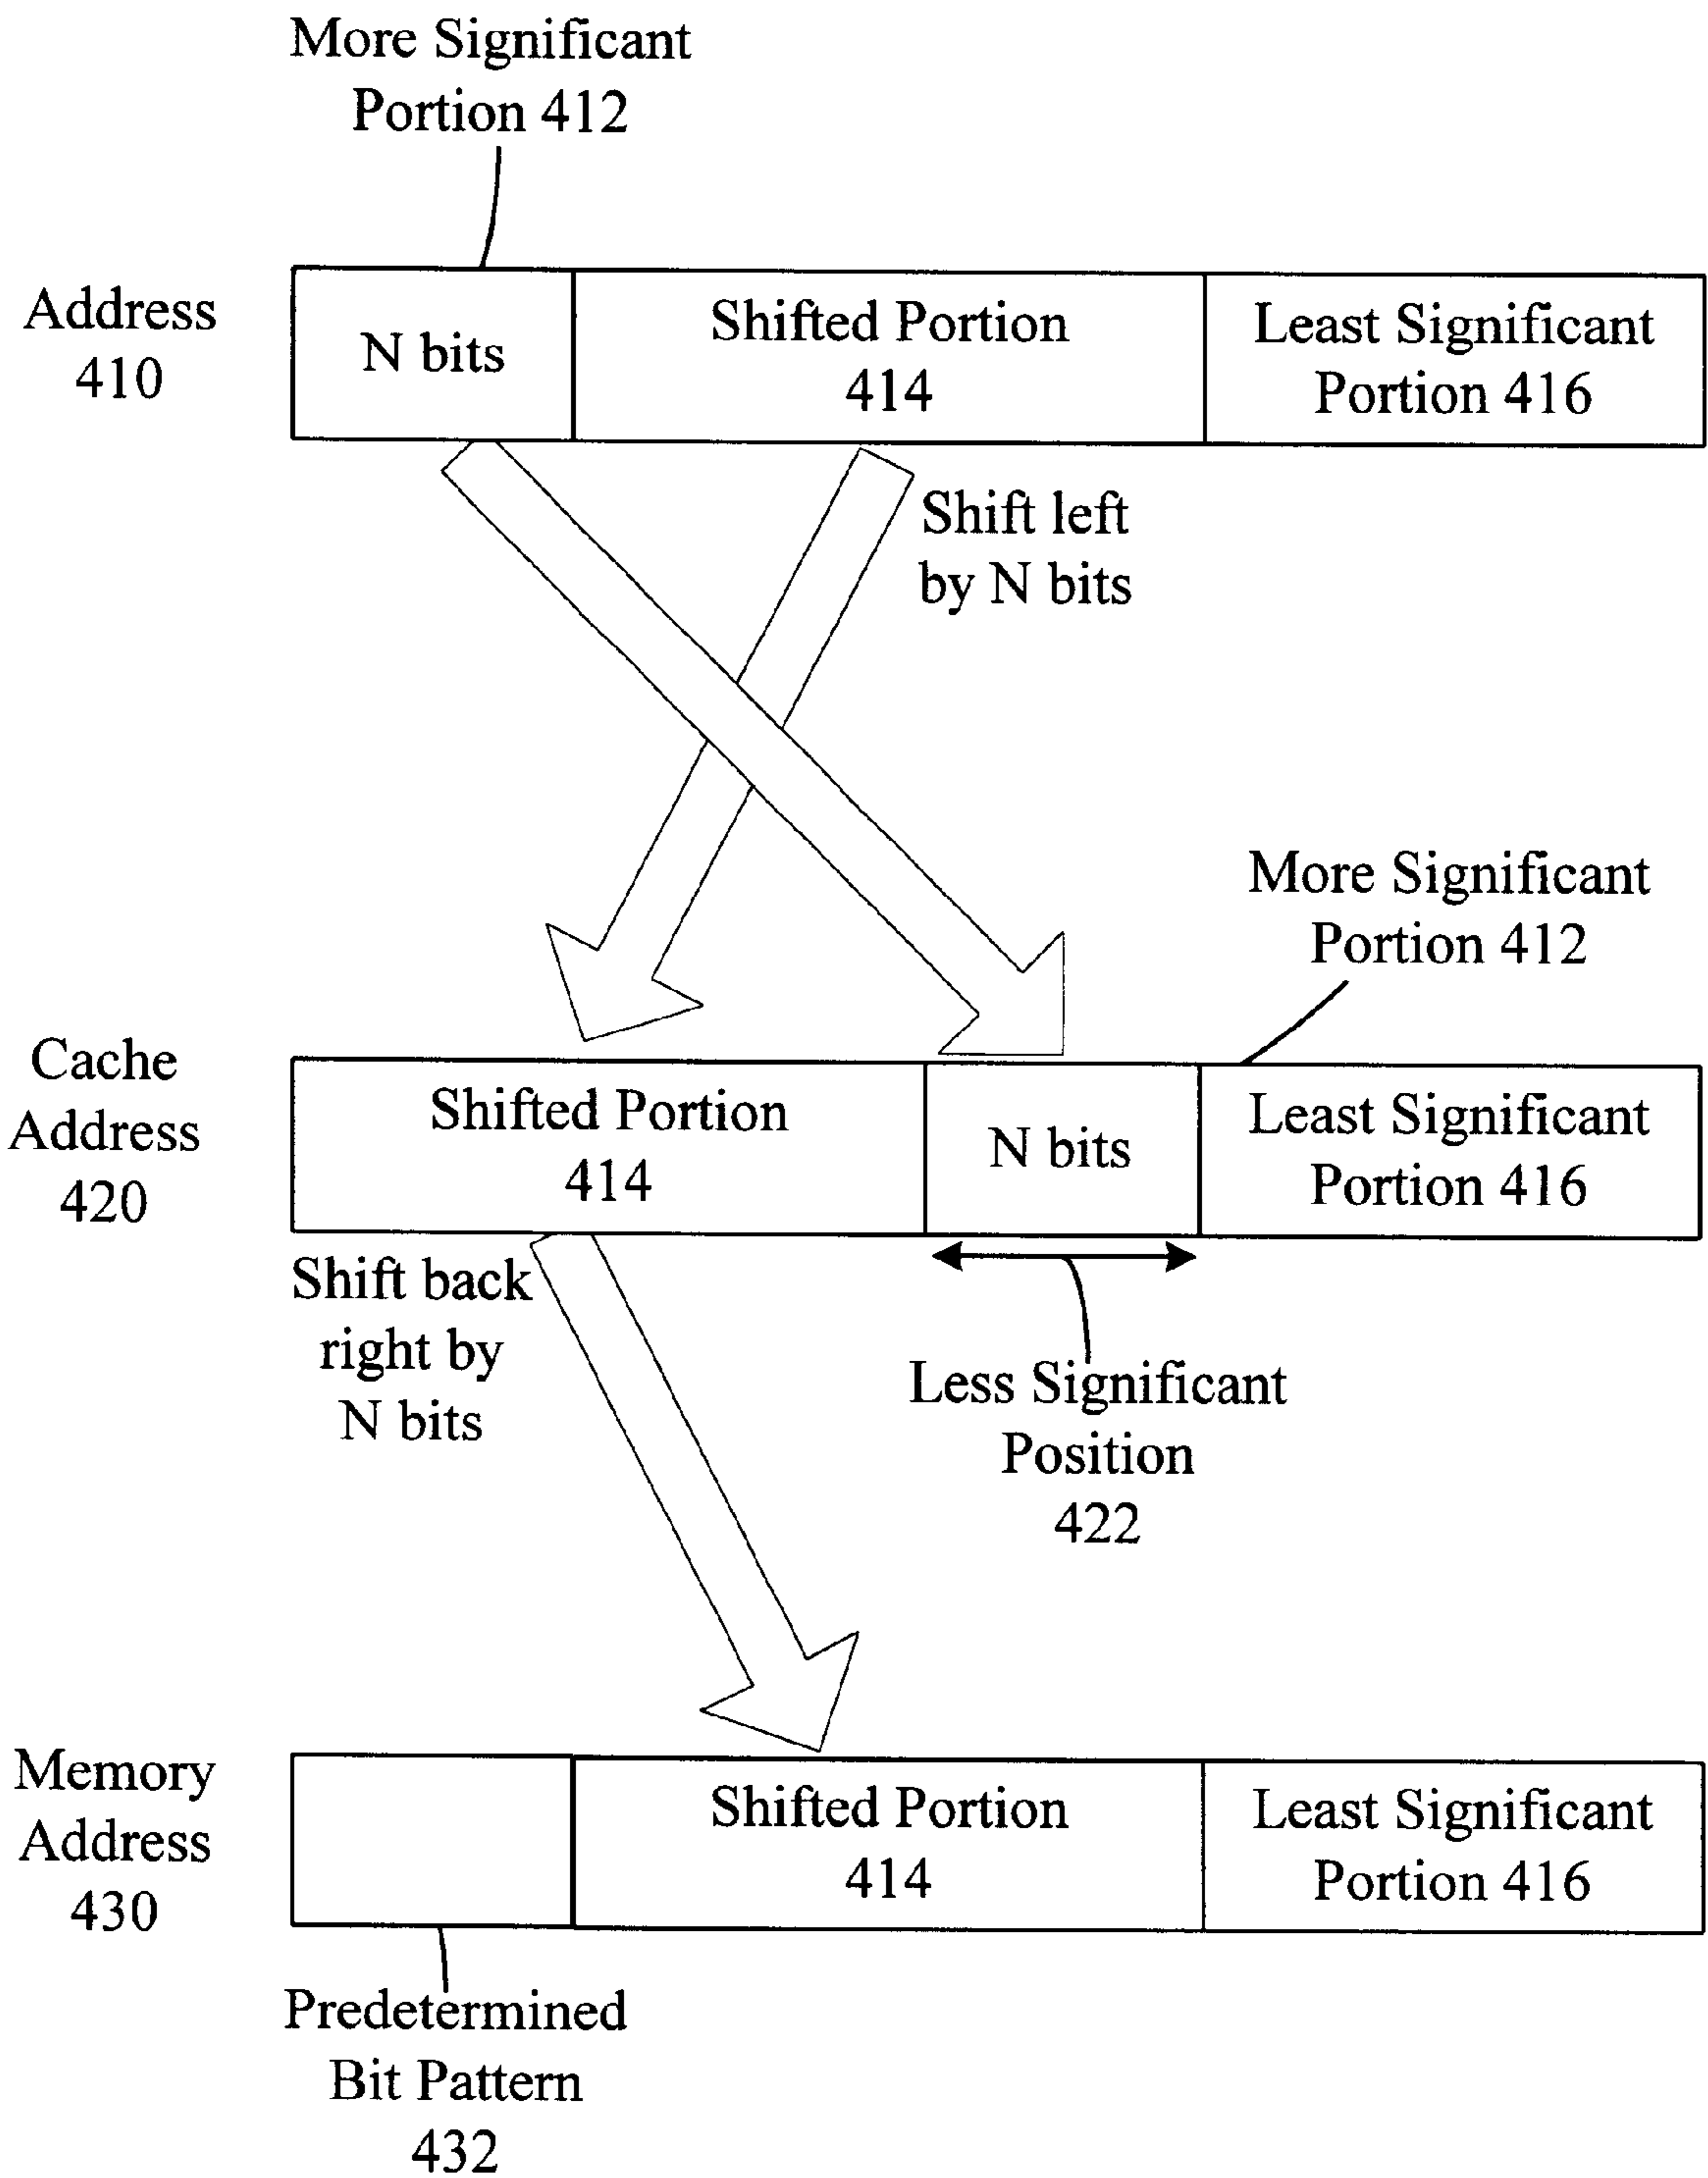 More Significant
Portion 412
Address
410
N bits
Shifted Portion
414
Least Significant
Portion 416
Shift left
by N bits
More Significant
Portion 412
Cache
Address
420
Shifted Portion
414
N bits
Least Significant
Portion 416
Shift back
right by
N bits
Less Significant
Position
422
Memory
Address
430
Shifted Portion
414
Least Significant
Portion 416
Predetermined
Bit Pattern
432